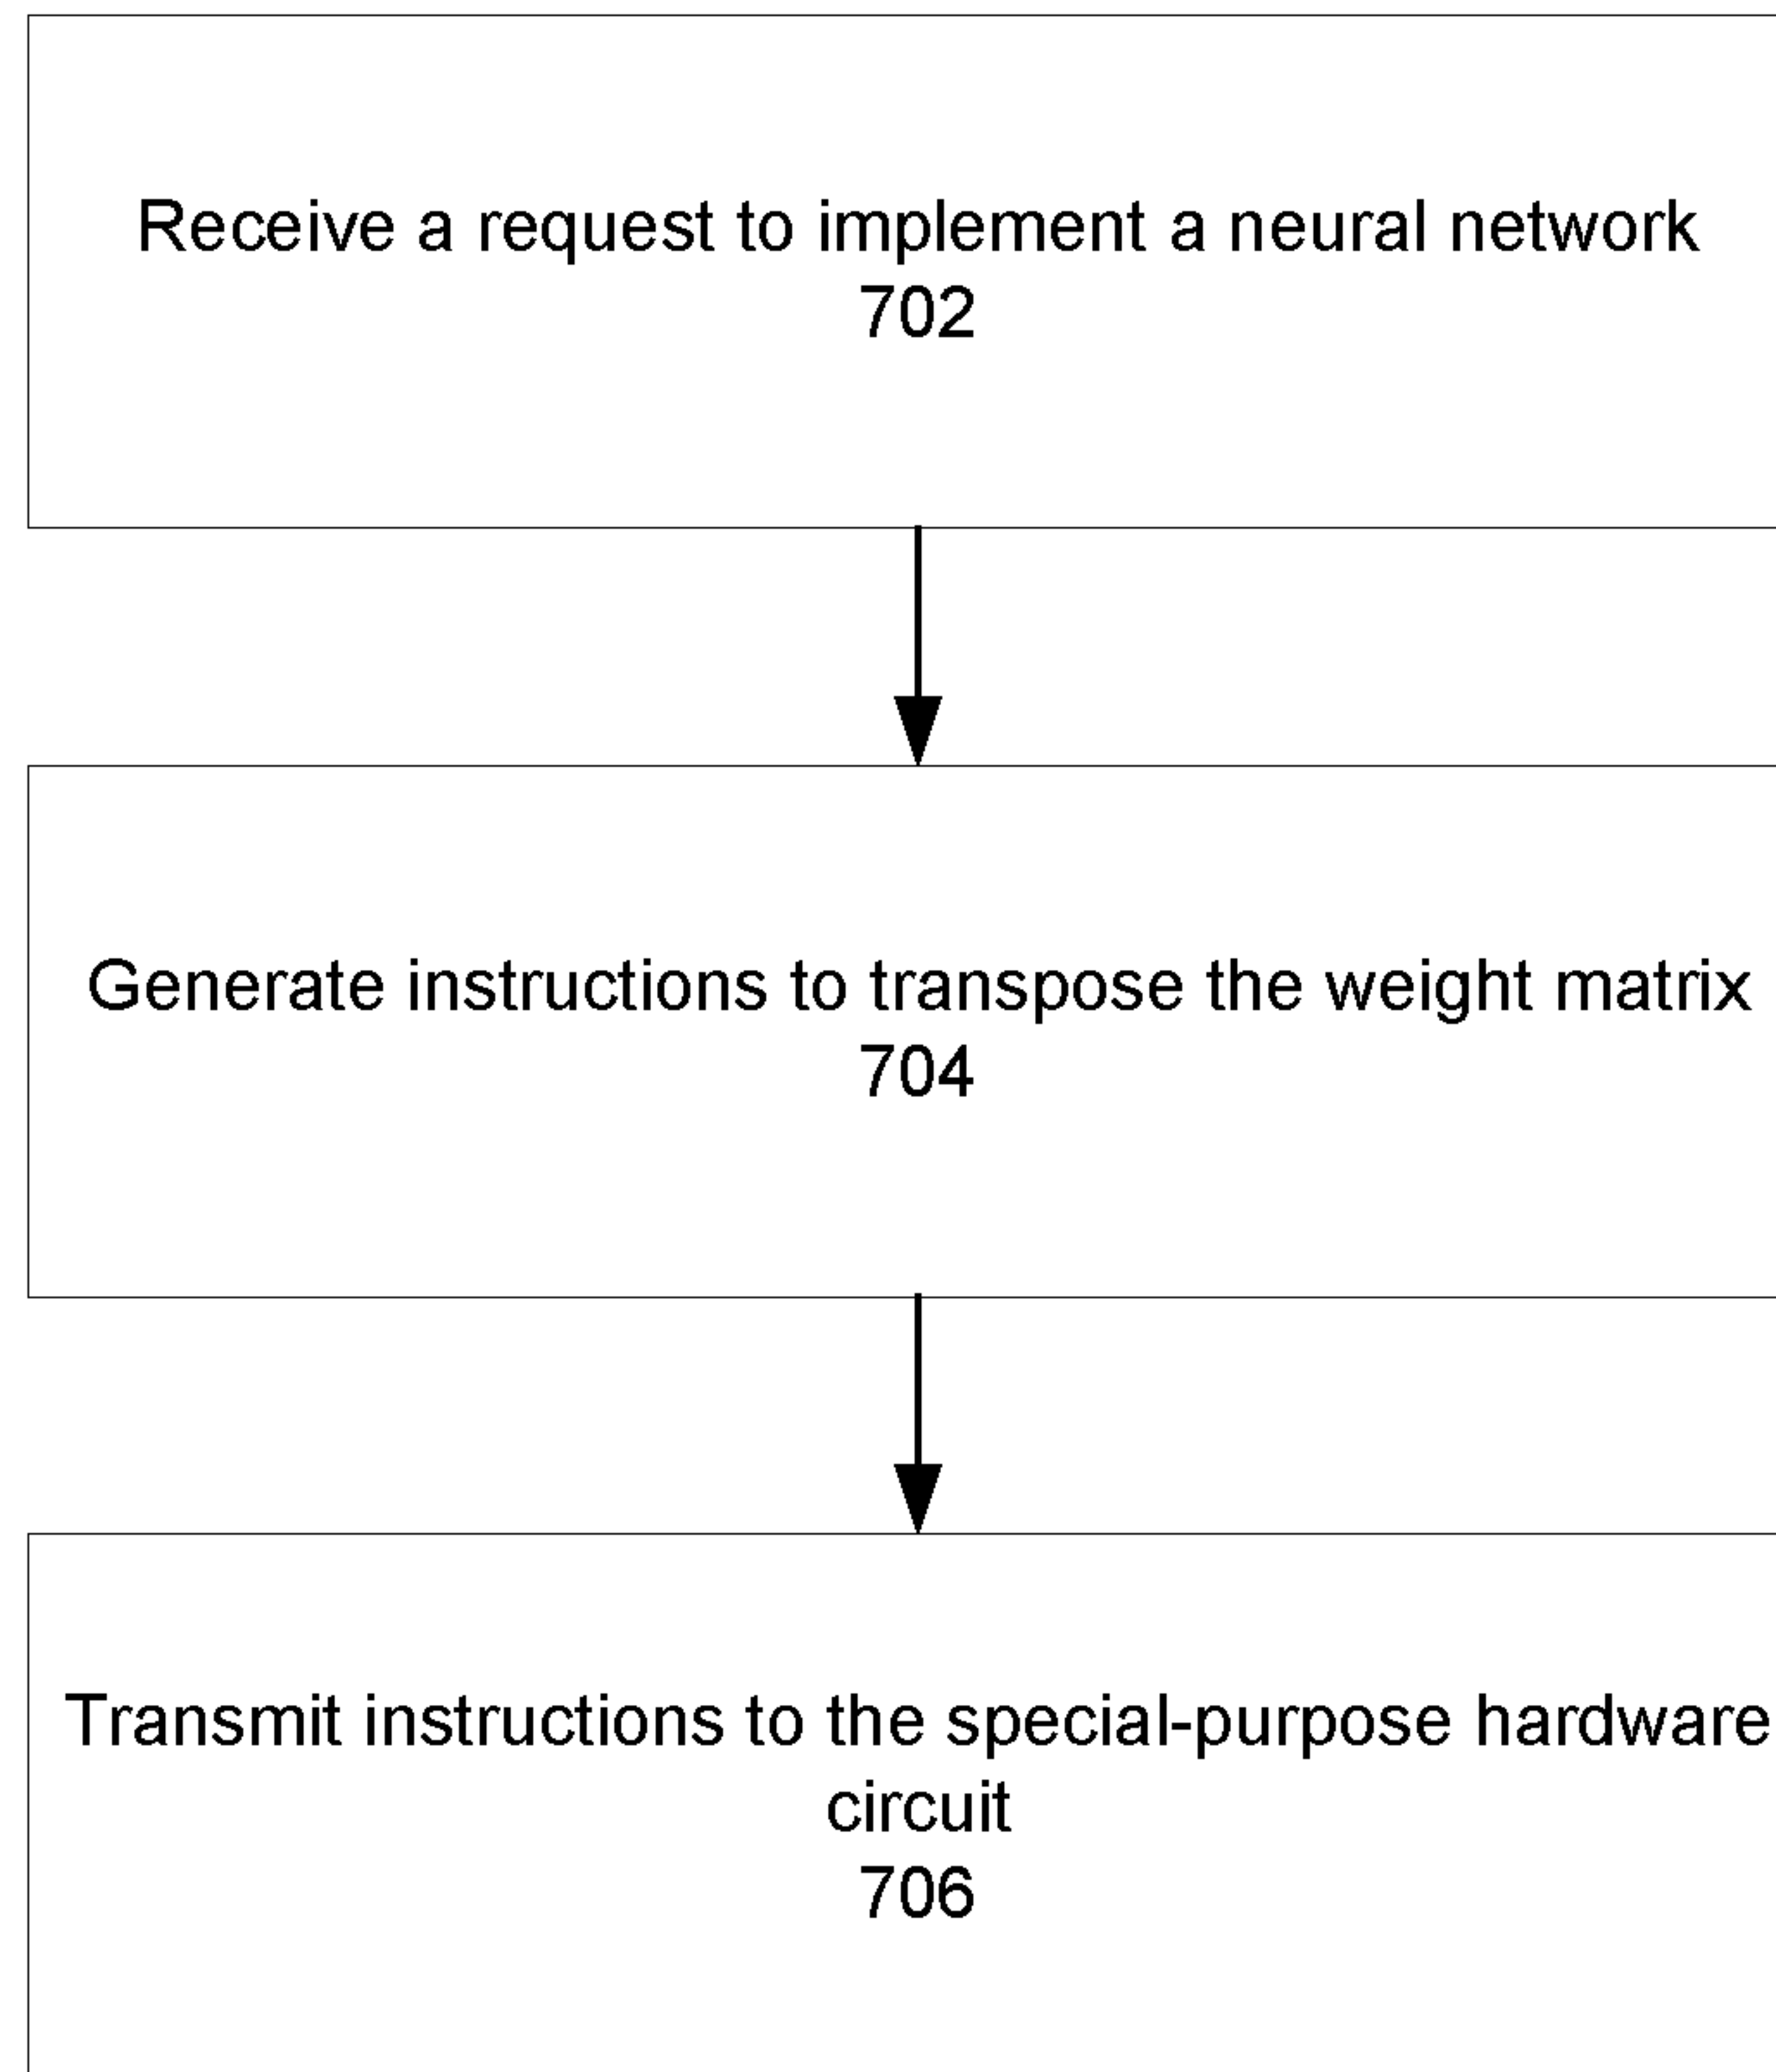 Receive a request to implement a neural network
702
Generate instructions to transpose the weight matrix
704
Transmit instructions to the special-purpose hardware
circuit
706